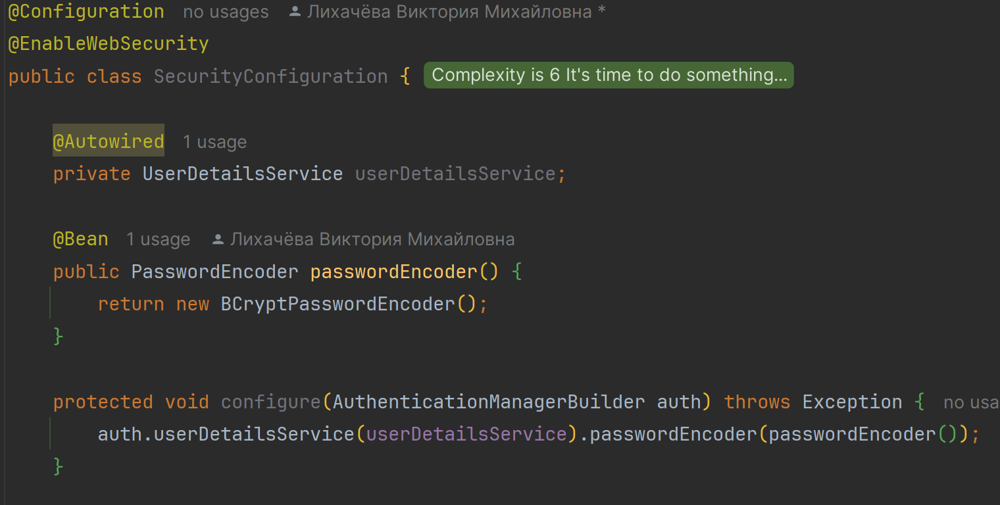 @Configuration no usages Лихачёва Виктория Михайловна *
@EnableWebSecurity
public class SecurityConfiguration { Complexity is 6 It's time to do something...
@Autowired 1 usage
private UserDetailsService userDetailsService;
@Bean 1 usage Лихачёва Виктория Михайловна
public PasswordEncoder passwordEncoder() {
return new BCryptPasswordEncoder();
}
protected void configure(AuthenticationManagerBuilder auth) throws Exception { no usa
auth.userDetailsService(userDetailsService).passwordEncoder(passwordEncoder());
}